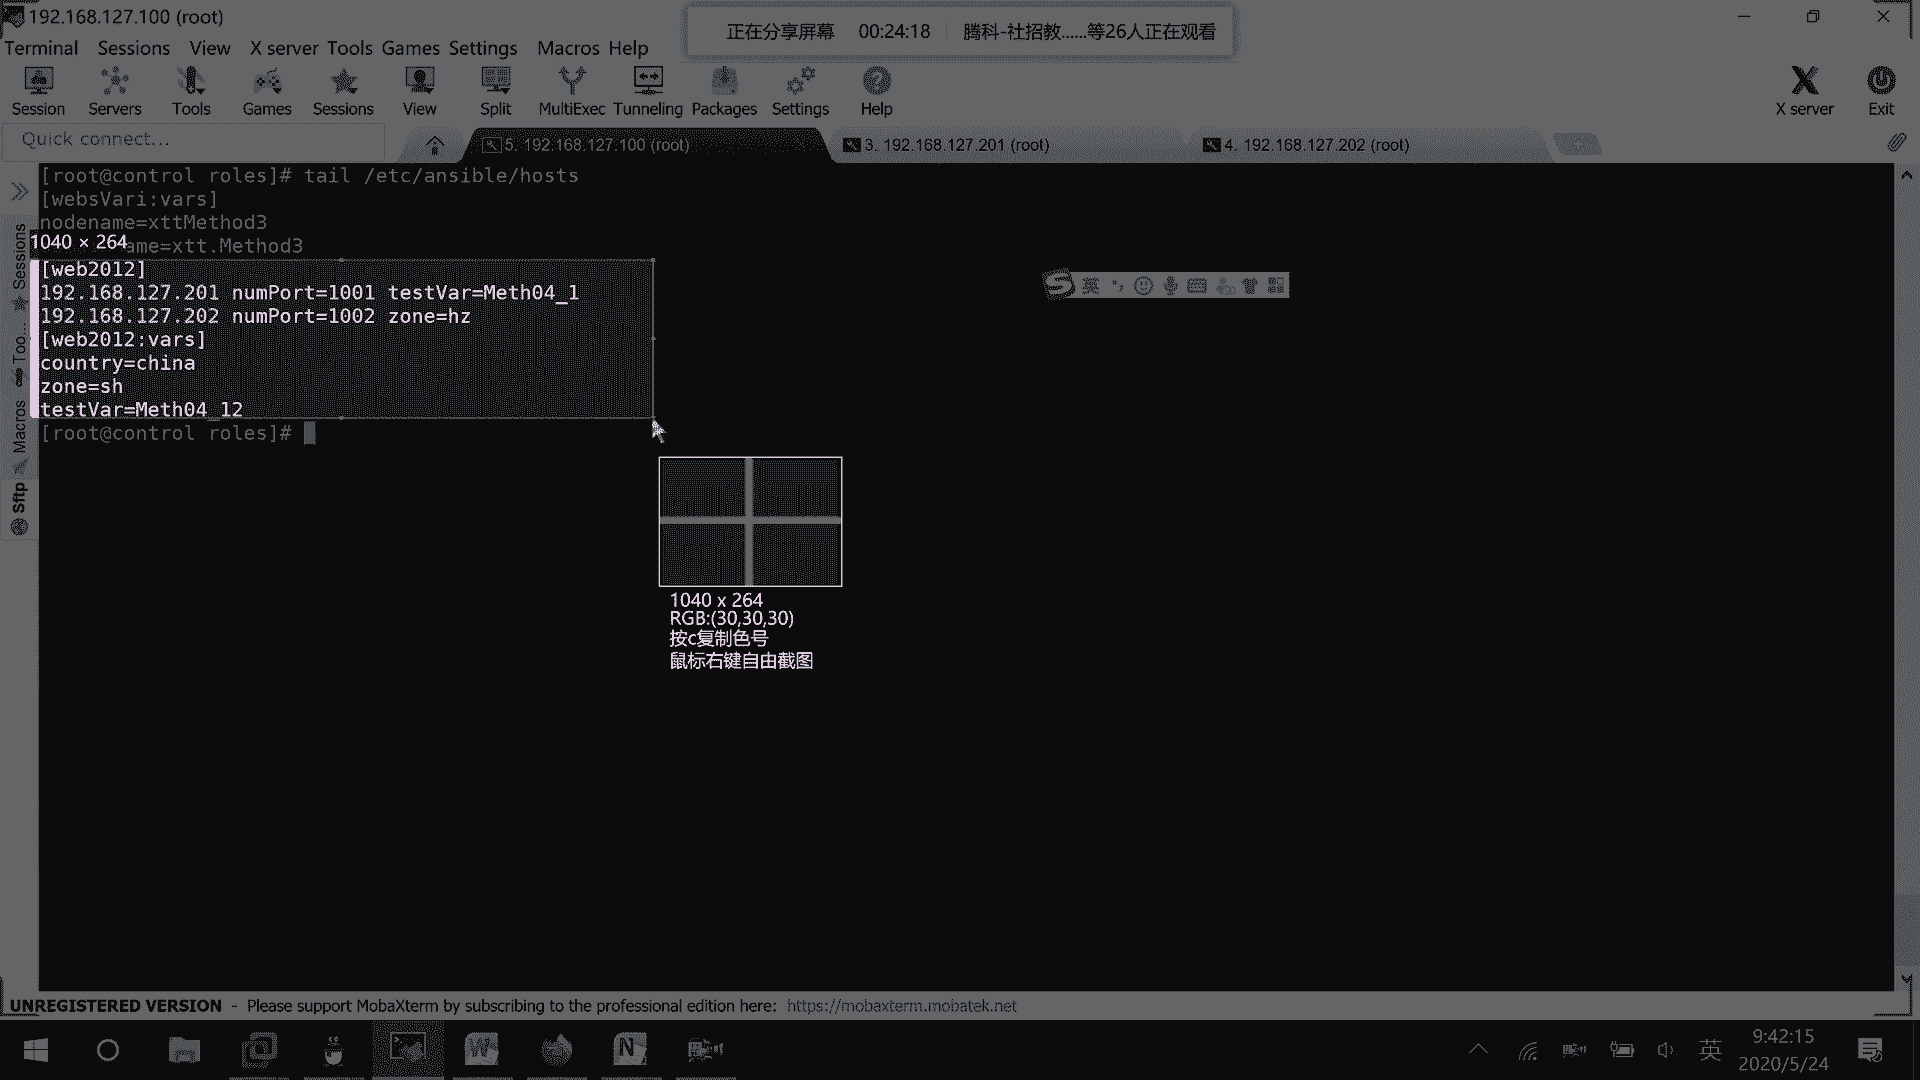 192.168.127.100 (root)
正在分享屏幕 00:24:18 腾科-社招教......等26人正在观看
Terminal Sessions View X server Tools Games Settings Macros Help
Session Servers Tools Games Sessions View Split MultiExec Tunneling Packages Settings Help X server Exit
Quick connect...
5. 192.168.127.100 (root)
3. 192.168.127.201 (root)
4. 192.168.127.202 (root)
[root@control roles]# tail /etc/ansible/hosts
[websVari:vars]
nodename=xttMethod3
1040 × 264
ame=xtt.Method3
[web2012]
192.168.127.201 numPort=1001 testVar=Meth04_1
192.168.127.202 numPort=1002 zone=hz
[web2012:vars]
country=china
zone=sh
testVar=Meth04_12
[root@control roles]#
Sessions
Too...
Macros
Sftp
英
1040 x 264
RGB:(30,30,30)
按c复制色号
鼠标右键自由截图
UNREGISTERED VERSION - Please support MobaXterm by subscribing to the professional edition here: https://mobaxterm.mobatek.net
英
9:42:15
2020/5/24